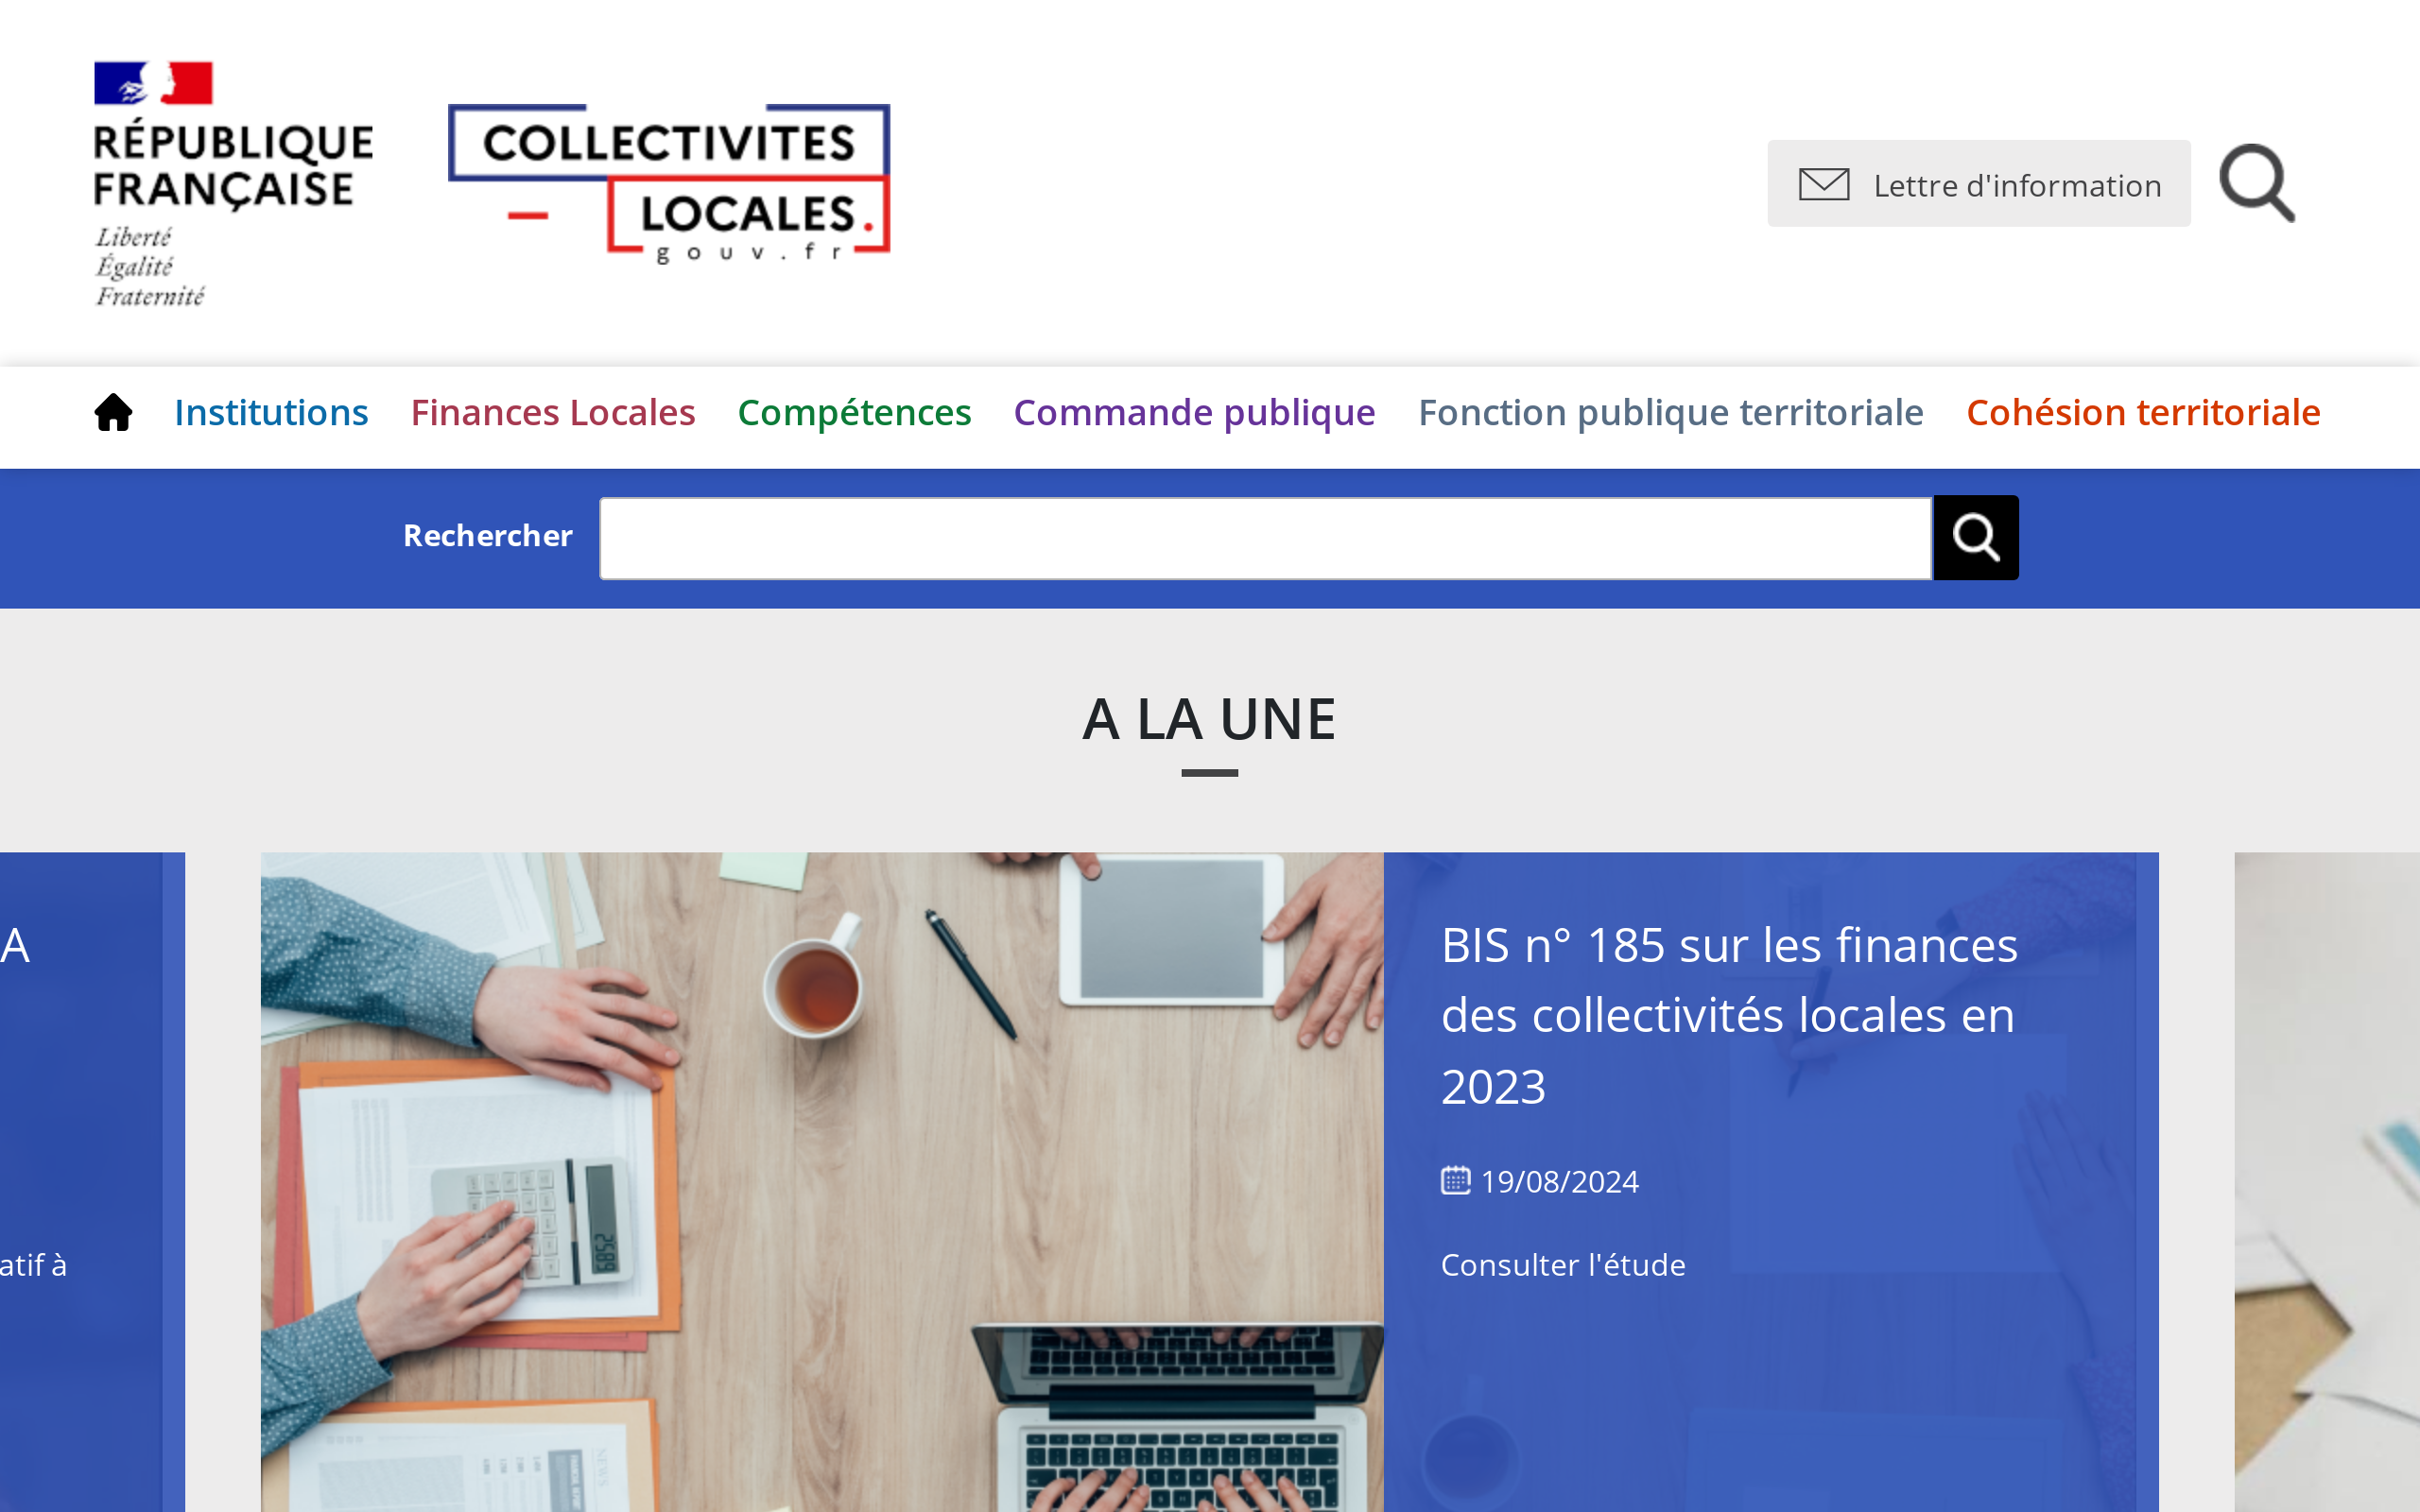 RÉPUBLIQUE
FRANÇAISE
Liberté
Égalité
Fraternité
COLLECTIVITES
LOCALES.
gouv.fr
Lettre d'information
Institutions Finances Locales Compétences Commande publique Fonction publique territoriale Cohésion territoriale
Rechercher
A LA UNE
A
atif à
BIS n° 185 sur les finances
des collectivités locales en
2023
19/08/2024
Consulter l'étude